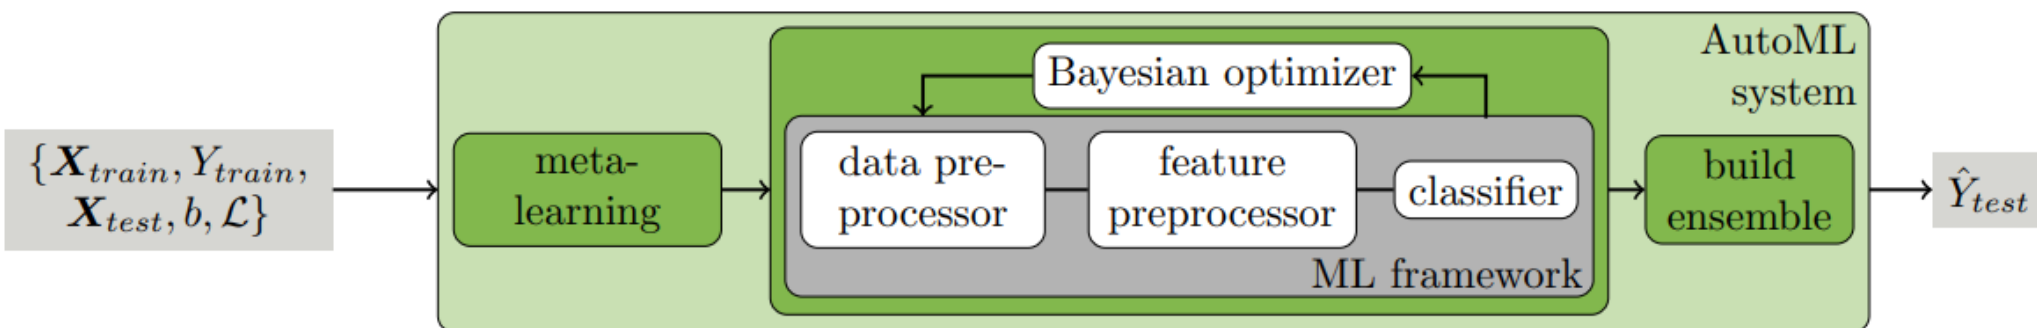 {X_train, Y_train,
X_test, b, ℒ}
meta-
learning
Bayesian optimizer
data pre-
processor
feature
preprocessor
classifier
ML framework
AutoML
system
build
ensemble
Ŷ_test